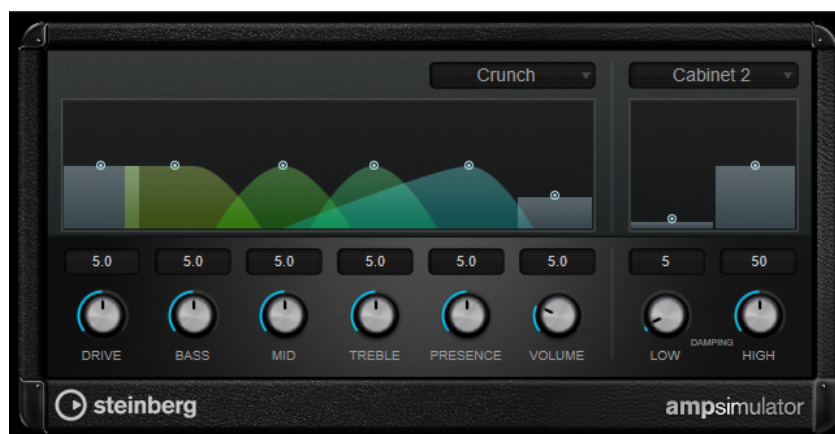 Crunch
Cabinet 2
5.0 5.0 5.0 5.0 5.0 5.0 5 50
DRIVE BASS MID TREBLE PRESENCE VOLUME LOW DAMPING HIGH
steinberg
ampsimulator